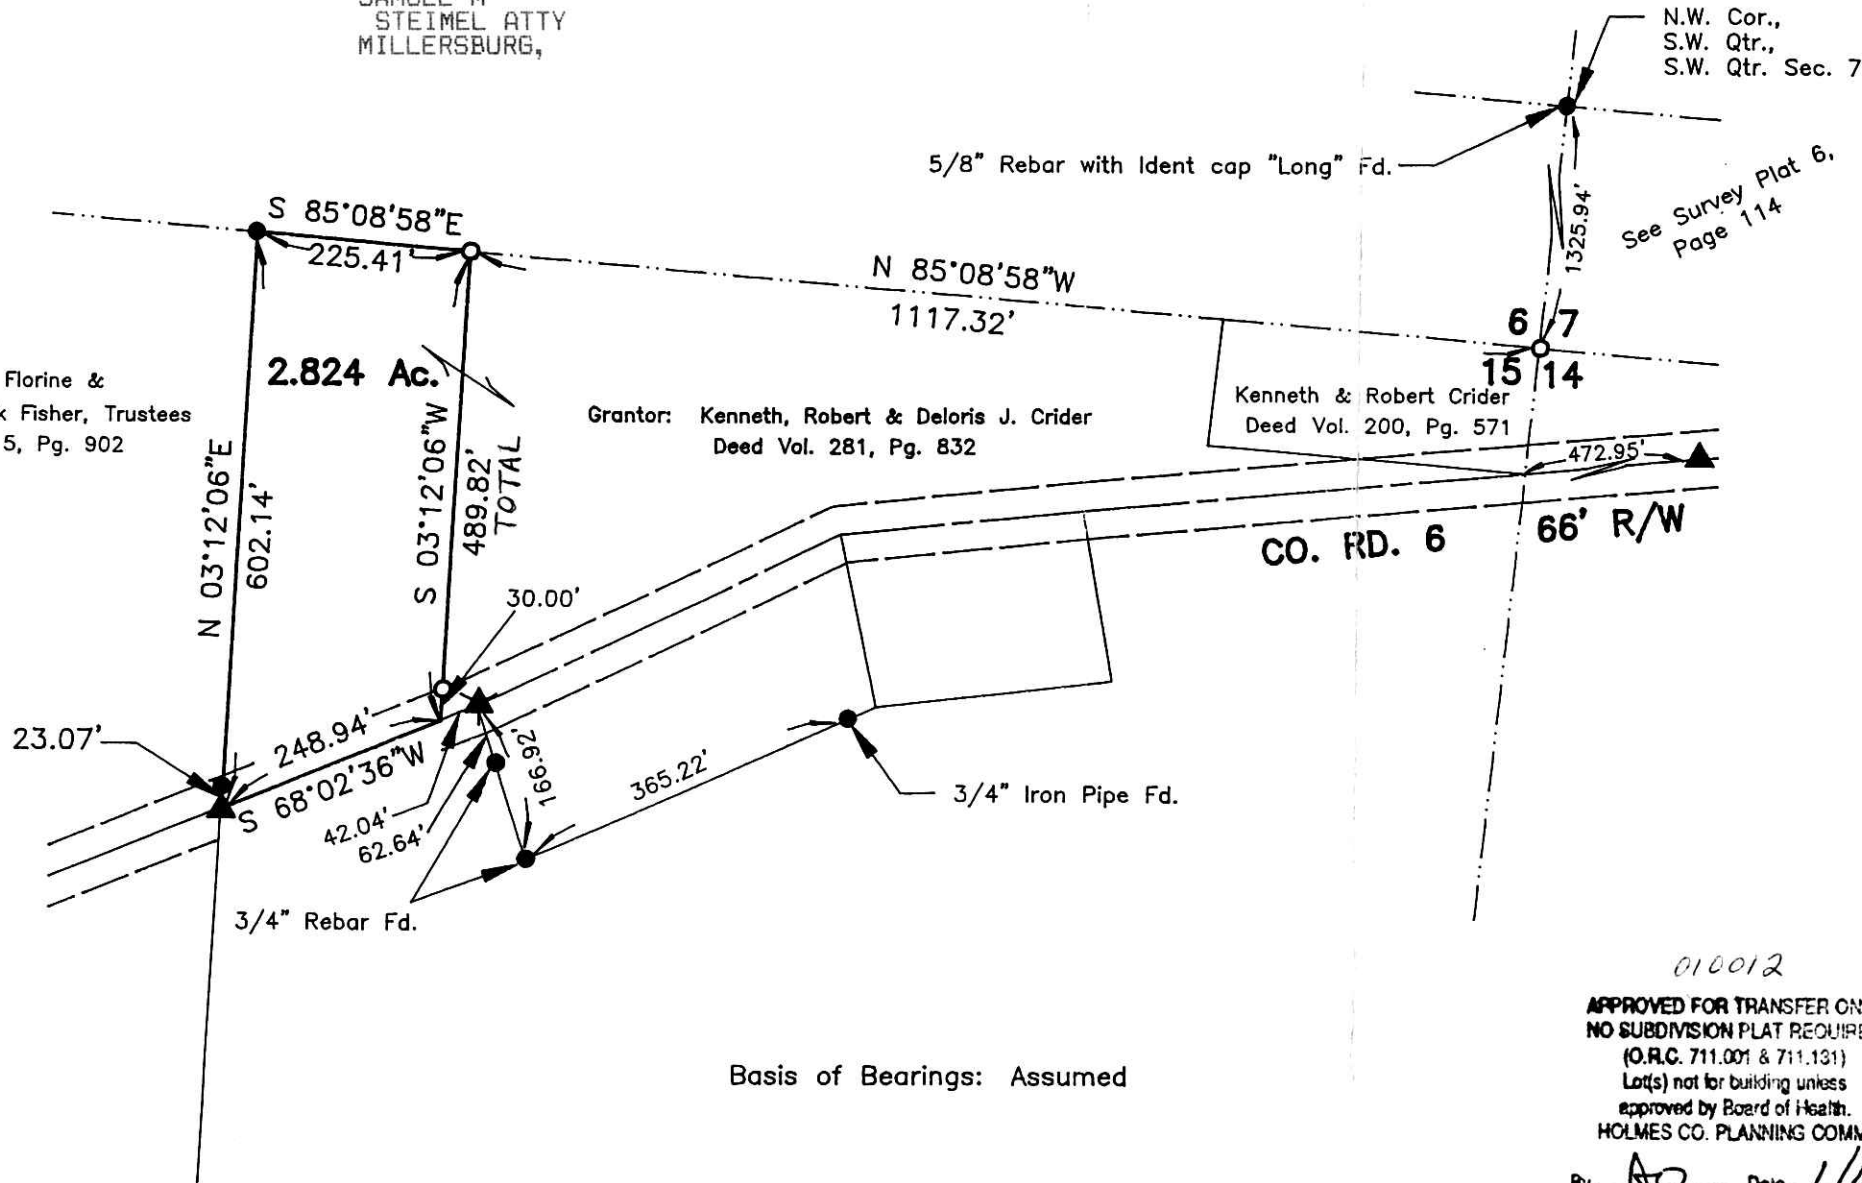 STEIMEL ATTY
MILLERSBURG,
N.W. Cor.,
S.W. Qtr.,
S.W. Qtr. Sec. 7
5/8" Rebar with Ident cap "Long" Fd.
1325.94'
See Survey Plat 6,
Page 114
S 85°08'58"E
225.41'
N 85°08'58"W
1117.32'
6 7
15 14
2.824 Ac.
Florine &
Fisher, Trustees
5, Pg. 902
N 03°12'06"E
602.14'
S 03°12'06"W
489.82'
TOTAL
Grantor: Kenneth, Robert & Deloris J. Crider
Deed Vol. 281, Pg. 832
Kenneth & Robert Crider
Deed Vol. 200, Pg. 571
472.95'
CO. RD. 6 66' R/W
30.00'
23.07'
248.94'
S 68°02'36"W
42.04'
62.64'
166.92'
365.22'
3/4" Iron Pipe Fd.
3/4" Rebar Fd.
Basis of Bearings: Assumed
010012
APPROVED FOR TRANSFER
NO SUBDIVISION PLAT
(O.R.C. 711.001 & 711.131)
Lot(s) not for building unless
approved by Board of Health.
HOLMES CO. PLANNING
By Date